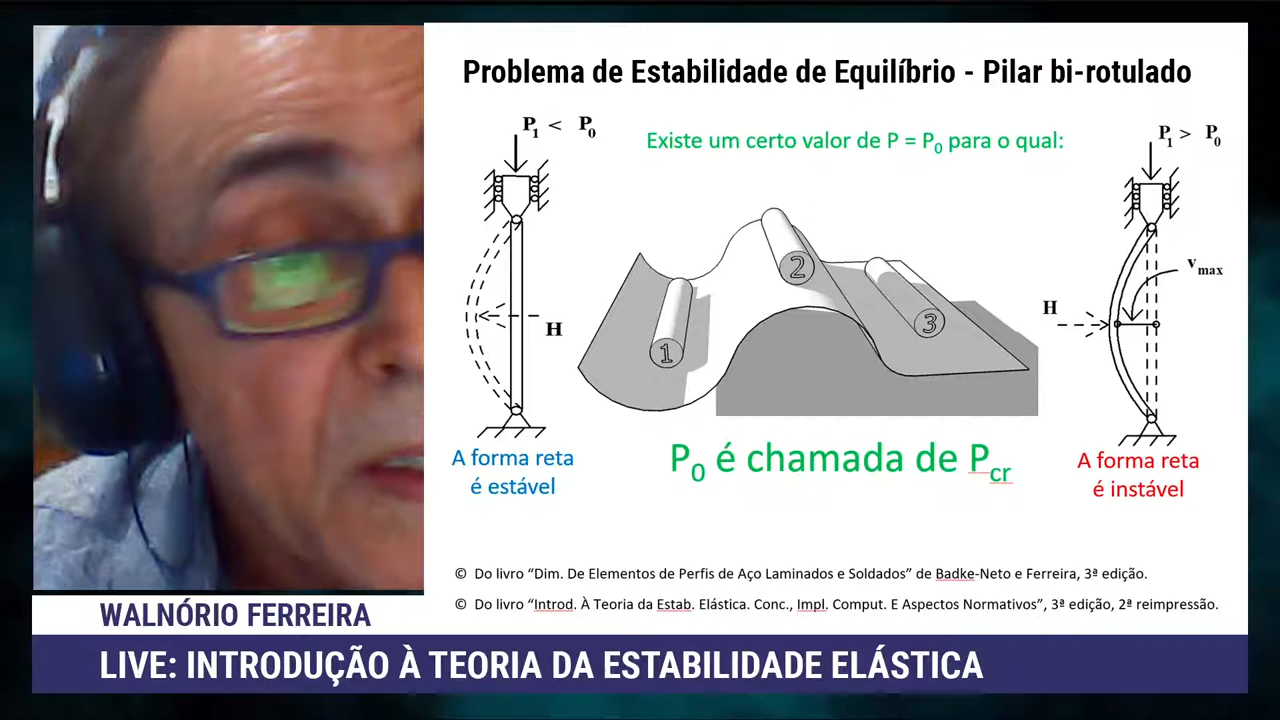 Problema de Estabilidade de Equilíbrio - Pilar bi-rotulado
P1 < P0
Existe um certo valor de P = P0 para o qual:
P1 > P0
vmax
H
H
1
2
3
P0 é chamada de Pcr
A forma reta
é estável
A forma reta
é instável
© Do livro “Dim. De Elementos de Perfis de Aço Laminados e Soldados” de Badke-Neto e Ferreira, 3ª edição.
© Do livro “Introd. À Teoria da Estab. Elástica. Conc., Impl. Comput. E Aspectos Normativos”, 3ª edição, 2ª reimpressão.
WALNÓRIO FERREIRA
LIVE: INTRODUÇÃO À TEORIA DA ESTABILIDADE ELÁSTICA